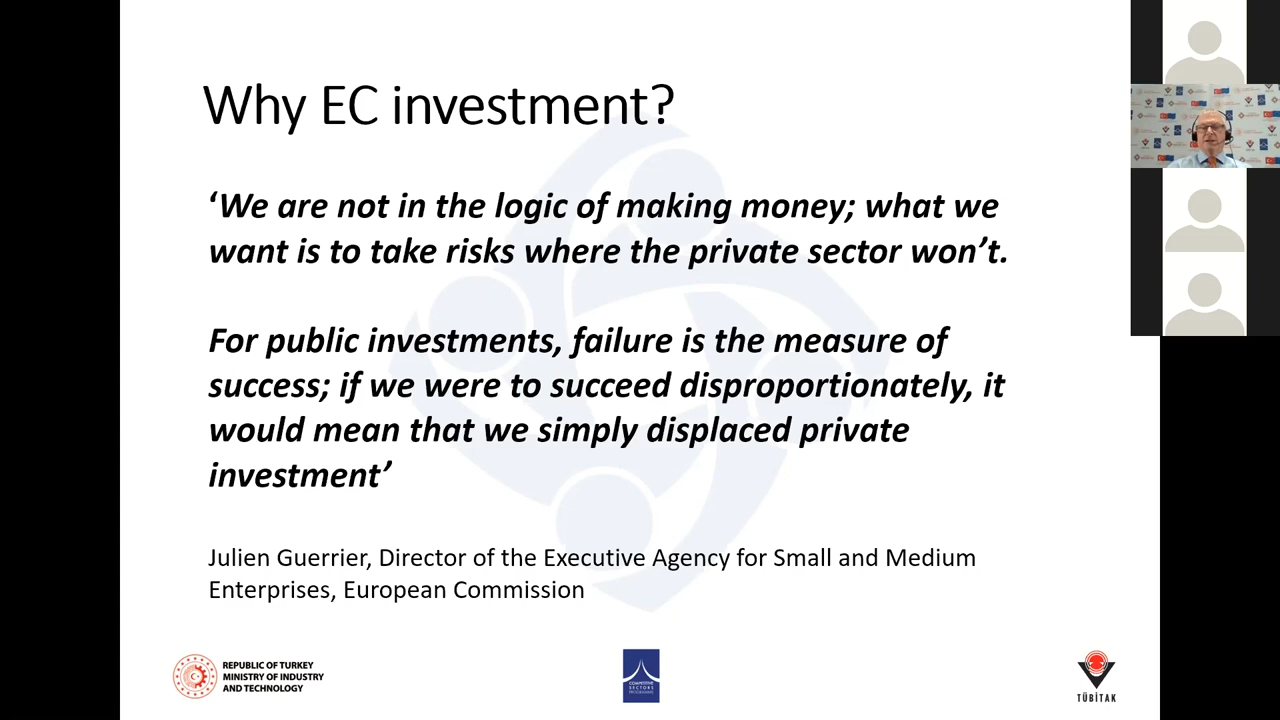 Why EC investment?
‘We are not in the logic of making money; what we
want is to take risks where the private sector won’t.
For public investments, failure is the measure of
success; if we were to succeed disproportionately, it
would mean that we simply displaced private
investment’
Julien Guerrier, Director of the Executive Agency for Small and Medium
Enterprises, European Commission
REPUBLIC OF TURKEY
MINISTRY OF INDUSTRY
AND TECHNOLOGY
COMPETITIVE
SECTORS
PROGRAMME
TÜBİTAK